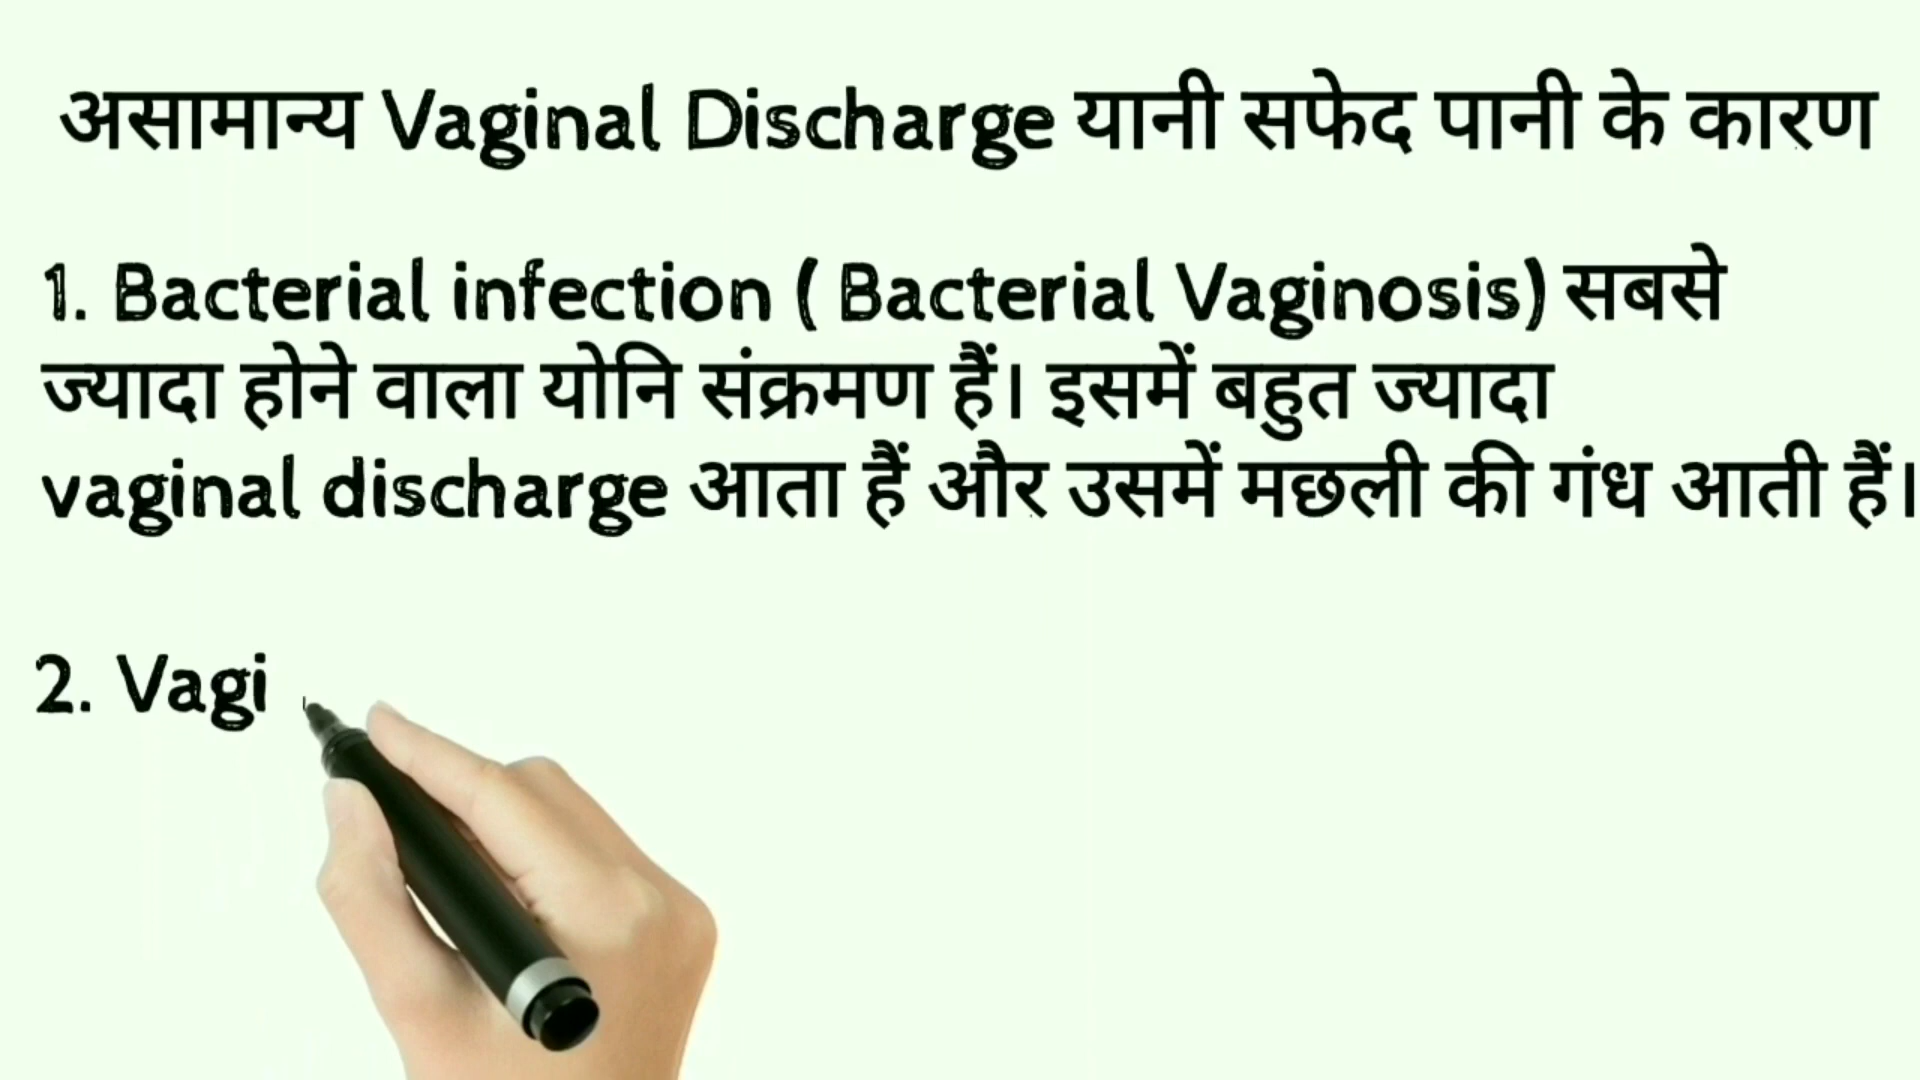 असामान्य Vaginal Discharge यानी सफेद पानी के कारण
1. Bacterial infection ( Bacterial Vaginosis) सबसे
ज्यादा होने वाला योनि संक्रमण हैं। इसमें बहुत ज्यादा
vaginal discharge आता हैं और उसमें मछली की गंध आती हैं।
2. Vagi